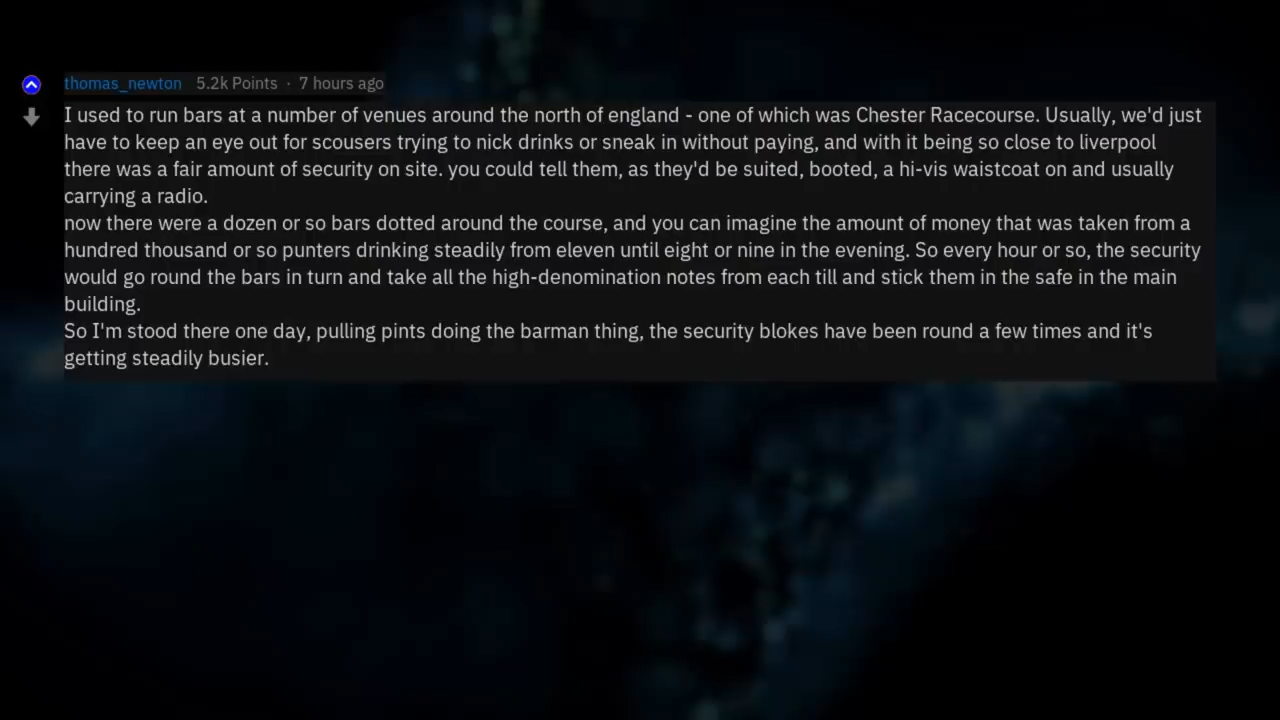 thomas_newton 5.2k Points · 7 hours ago
I used to run bars at a number of venues around the north of england - one of which was Chester Racecourse. Usually, we'd just
have to keep an eye out for scousers trying to nick drinks or sneak in without paying, and with it being so close to liverpool
there was a fair amount of security on site. you could tell them, as they'd be suited, booted, a hi-vis waistcoat on and usually
carrying a radio.
now there were a dozen or so bars dotted around the course, and you can imagine the amount of money that was taken from a
hundred thousand or so punters drinking steadily from eleven until eight or nine in the evening. So every hour or so, the security
would go round the bars in turn and take all the high-denomination notes from each till and stick them in the safe in the main
building.
So I'm stood there one day, pulling pints doing the barman thing, the security blokes have been round a few times and it's
getting steadily busier.